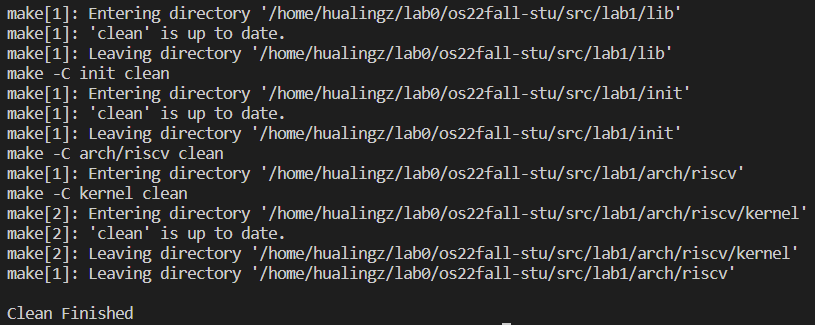 make[1]: Entering directory '/home/hualingz/lab0/os22fall-stu/src/lab1/lib'
make[1]: 'clean' is up to date.
make[1]: Leaving directory '/home/hualingz/lab0/os22fall-stu/src/lab1/lib'
make -C init clean
make[1]: Entering directory '/home/hualingz/lab0/os22fall-stu/src/lab1/init'
make[1]: 'clean' is up to date.
make[1]: Leaving directory '/home/hualingz/lab0/os22fall-stu/src/lab1/init'
make -C arch/riscv clean
make[1]: Entering directory '/home/hualingz/lab0/os22fall-stu/src/lab1/arch/riscv'
make -C kernel clean
make[2]: Entering directory '/home/hualingz/lab0/os22fall-stu/src/lab1/arch/riscv/kernel'
make[2]: 'clean' is up to date.
make[2]: Leaving directory '/home/hualingz/lab0/os22fall-stu/src/lab1/arch/riscv/kernel'
make[1]: Leaving directory '/home/hualingz/lab0/os22fall-stu/src/lab1/arch/riscv'
Clean Finished